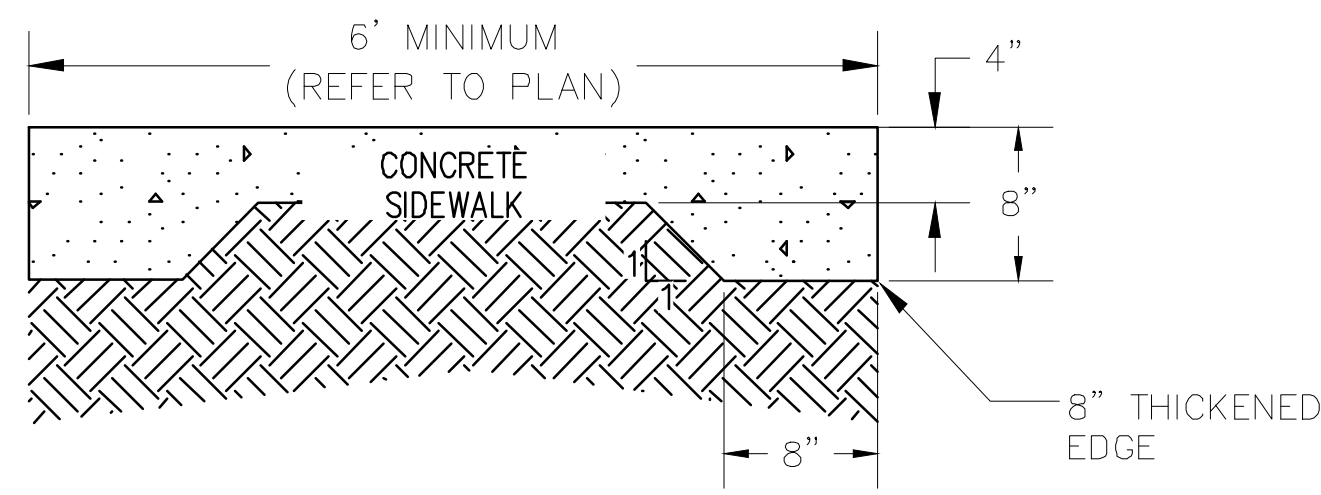 6' MINIMUM
(REFER TO PLAN)
4"
CONCRETE
SIDEWALK
8"
1
1
8"
8" THICKENED
EDGE